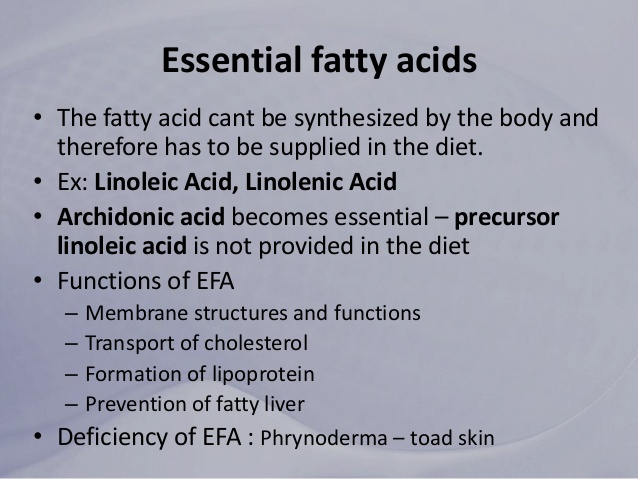 Essential fatty acids
• The fatty acid cant be synthesized by the body and
therefore has to be supplied in the diet.
• Ex: Linoleic Acid, Linolenic Acid
• Archidonic acid becomes essential – precursor
linoleic acid is not provided in the diet
• Functions of EFA
– Membrane structures and functions
– Transport of cholesterol
– Formation of lipoprotein
– Prevention of fatty liver
• Deficiency of EFA : Phrynoderma – toad skin